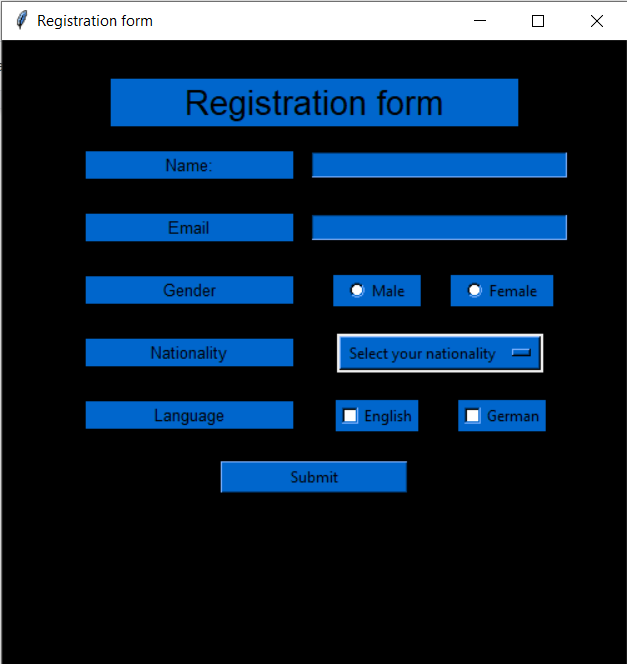 Registration form
Registration form
Name:
Email
Gender
Male
Female
Nationality
Select your nationality
Language
English
German
Submit